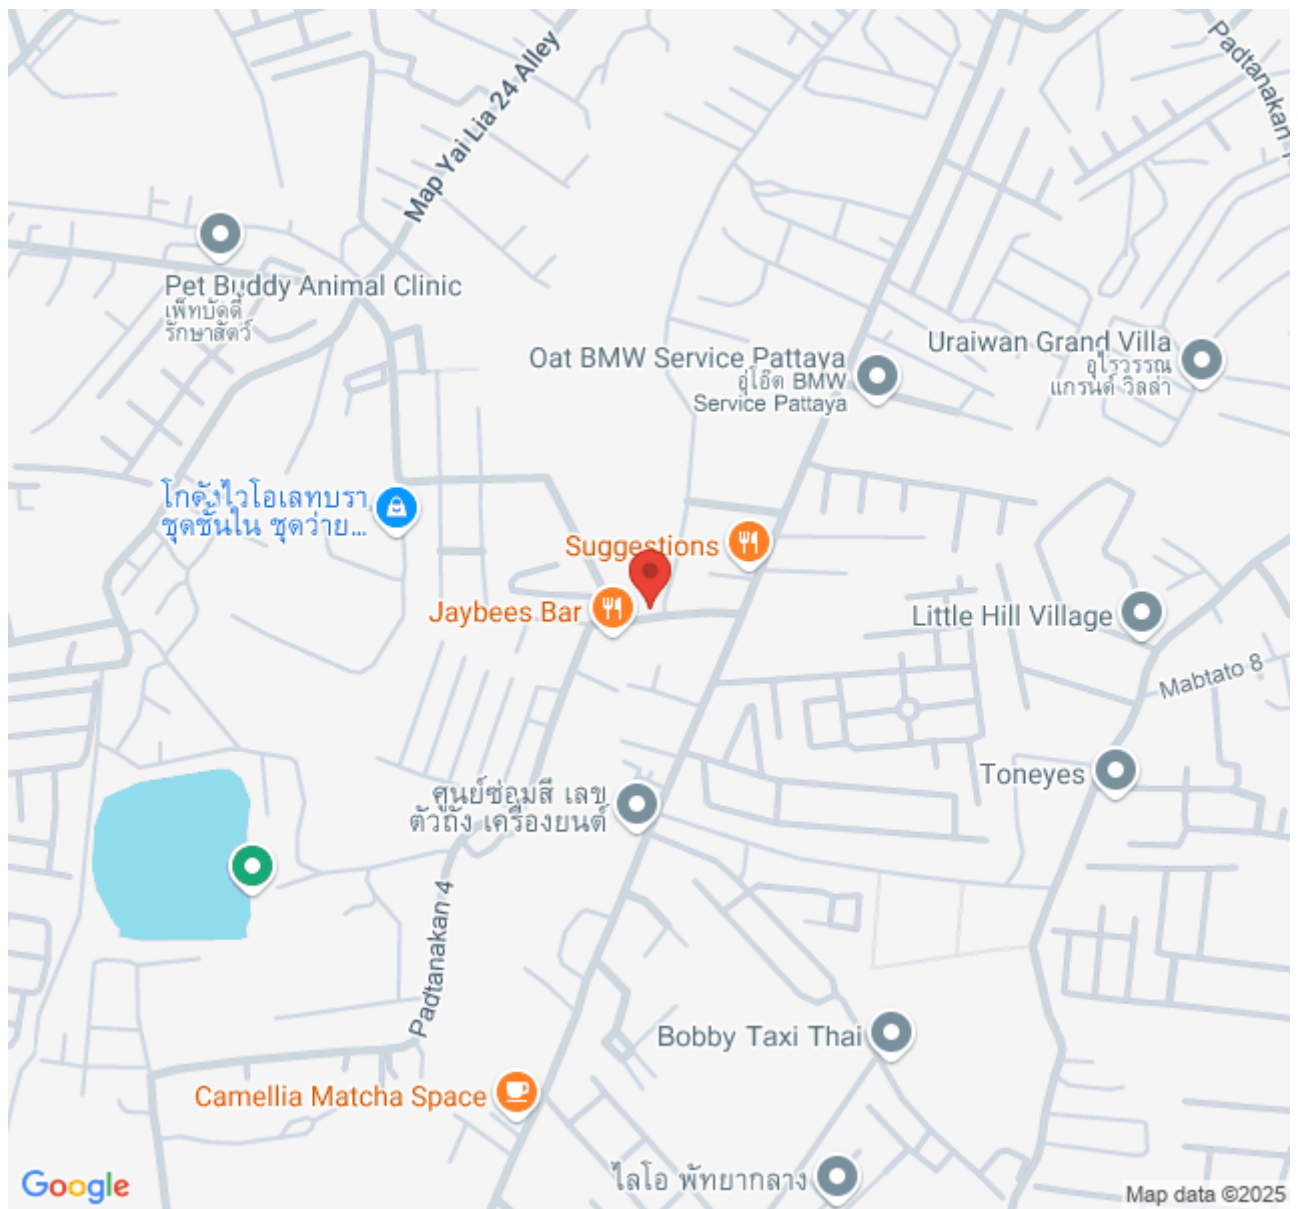 Padtanakan 1
Map Yai Lia 24 Alley
Pet Buddy Animal Clinic
เพ็ทบัดดี้
รักษาสัตว์
Oat BMW Service Pattaya
อู่โอ๊ต BMW
Service Pattaya
Uraiwan Grand Villa
อุไรวรรณ
แกรนด์ วิลล่า
โกดังไวโอเลทบรา
ชุดชั้นใน ชุดว่าย...
Suggestions
Jaybees Bar
Little Hill Village
Mabtato 8
Toneyes
ศูนย์ซ่อมสี เลข
ตัวถัง เครื่องยนต์
Padtanakan 4
Bobby Taxi Thai
Camellia Matcha Space
ไลโอ พัทยากลาง
Google
Map data ©2025